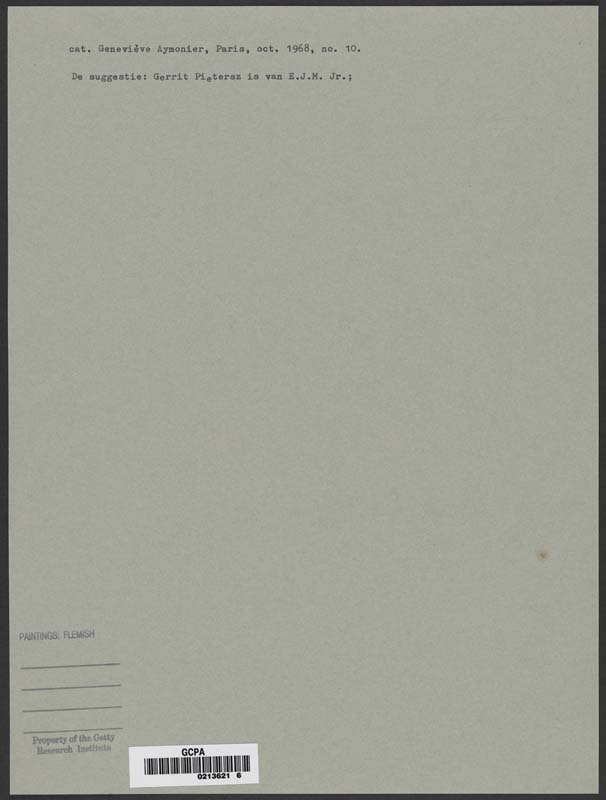 cat. Geneviève Aymonier, Paris, oct. 1968, no. 10.
De suggestie: Gerrit Pietersz is van E.J.M. Jr.;
PAINTINGS: FLEMISH
Property of the Getty
Research Institute
GCPA
0213621 6